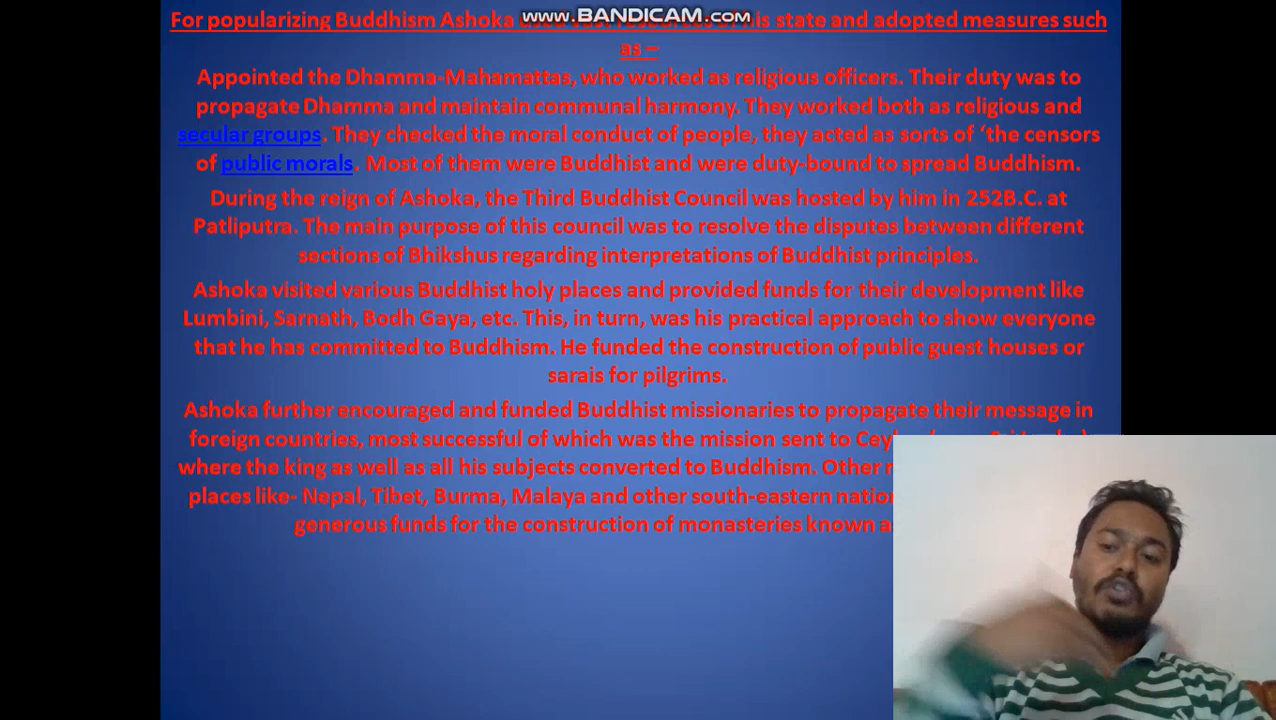 www.BANDICAM.com
For popularizing Buddhism Ashoka his state and adopted measures such
as –
Appointed the Dhamma-Mahamattas, who worked as religious officers. Their duty was to
propagate Dhamma and maintain communal harmony. They worked both as religious and
secular groups. They checked the moral conduct of people, they acted as sorts of ‘the censors
of public morals. Most of them were Buddhist and were duty-bound to spread Buddhism.
During the reign of Ashoka, the Third Buddhist Council was hosted by him in 252B.C. at
Patliputra. The main purpose of this council was to resolve the disputes between different
sections of Bhikshus regarding interpretations of Buddhist principles.
Ashoka visited various Buddhist holy places and provided funds for their development like
Lumbini, Sarnath, Bodh Gaya, etc. This, in turn, was his practical approach to show everyone
that he has committed to Buddhism. He funded the construction of public guest houses or
sarais for pilgrims.
Ashoka further encouraged and funded Buddhist missionaries to propagate their message in
foreign countries, most successful of which was the mission sent to
where the king as well as all his subjects converted to Buddhism. Other
places like- Nepal, Tibet, Burma, Malaya and other south-eastern
generous funds for the construction of monasteries known